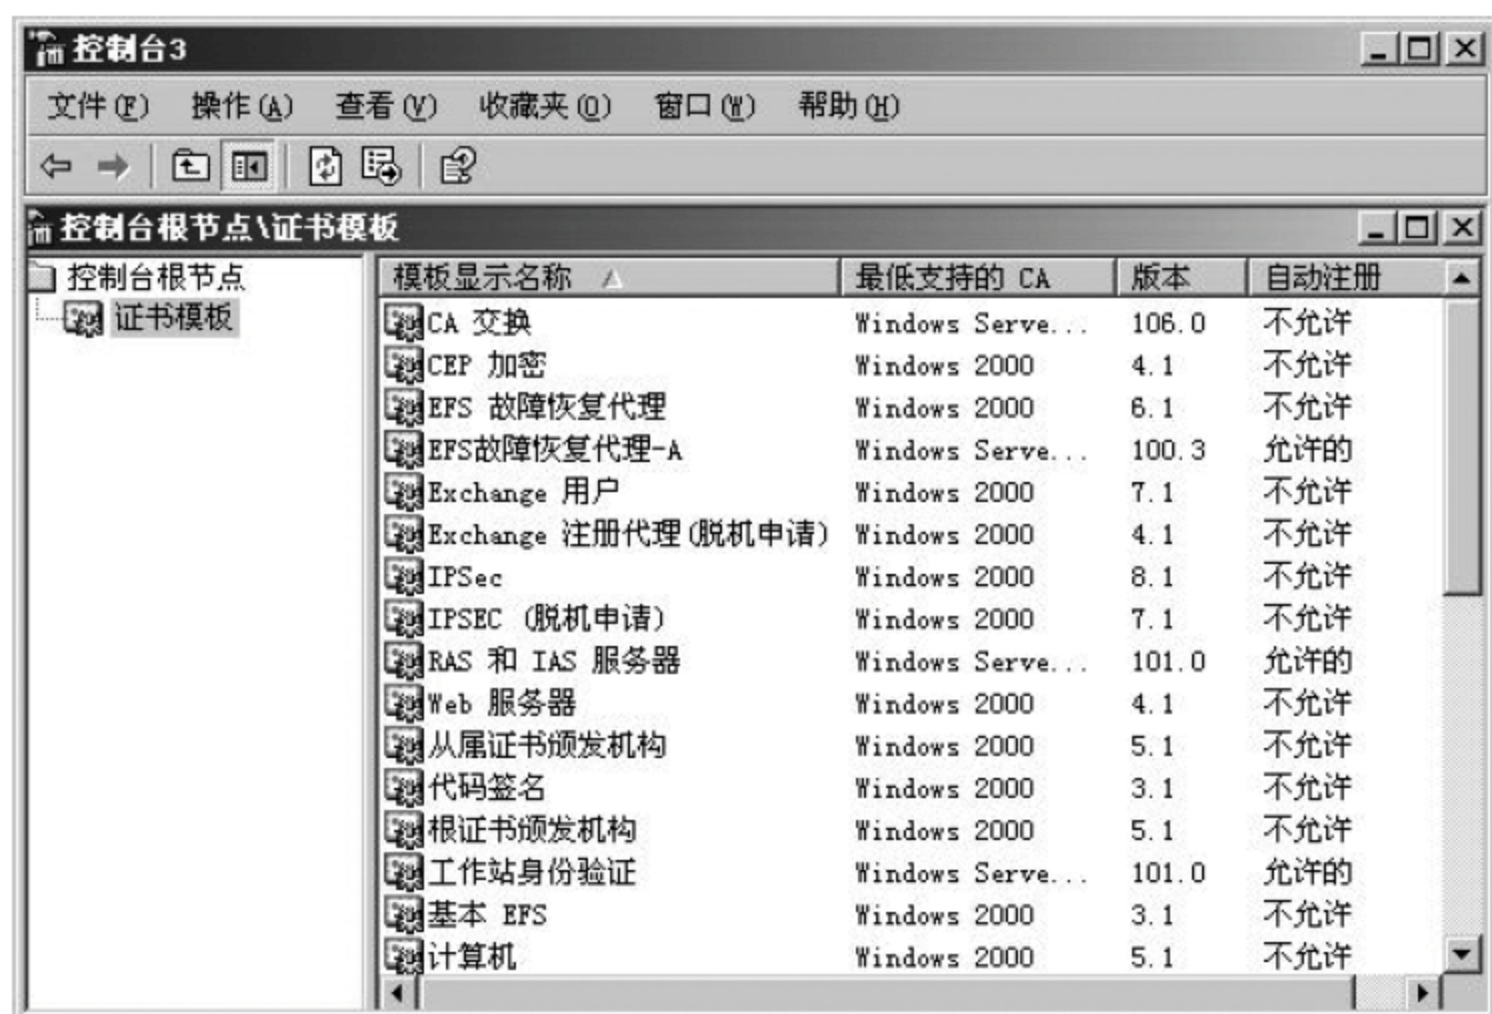 控制台3
文件(F) 操作(A) 查看(V) 收藏夹(O) 窗口(W) 帮助(H)
控制台根节点\证书模板
控制台根节点
证书模板
模板显示名称 最低支持的 CA 版本 自动注册
CA 交换 Windows Serve... 106.0 不允许
CEP 加密 Windows 2000 4.1 不允许
EFS 故障恢复代理 Windows 2000 6.1 不允许
EFS故障恢复代理-A Windows Serve... 100.3 允许的
Exchange 用户 Windows 2000 7.1 不允许
Exchange 注册代理(脱机申请) Windows 2000 4.1 不允许
IPSec Windows 2000 8.1 不允许
IPSEC (脱机申请) Windows 2000 7.1 不允许
RAS 和 IAS 服务器 Windows Serve... 101.0 允许的
Web 服务器 Windows 2000 4.1 不允许
从属证书颁发机构 Windows 2000 5.1 不允许
代码签名 Windows 2000 3.1 不允许
根证书颁发机构 Windows 2000 5.1 不允许
工作站身份验证 Windows Serve... 101.0 允许的
基本 EFS Windows 2000 3.1 不允许
计算机 Windows 2000 5.1 不允许